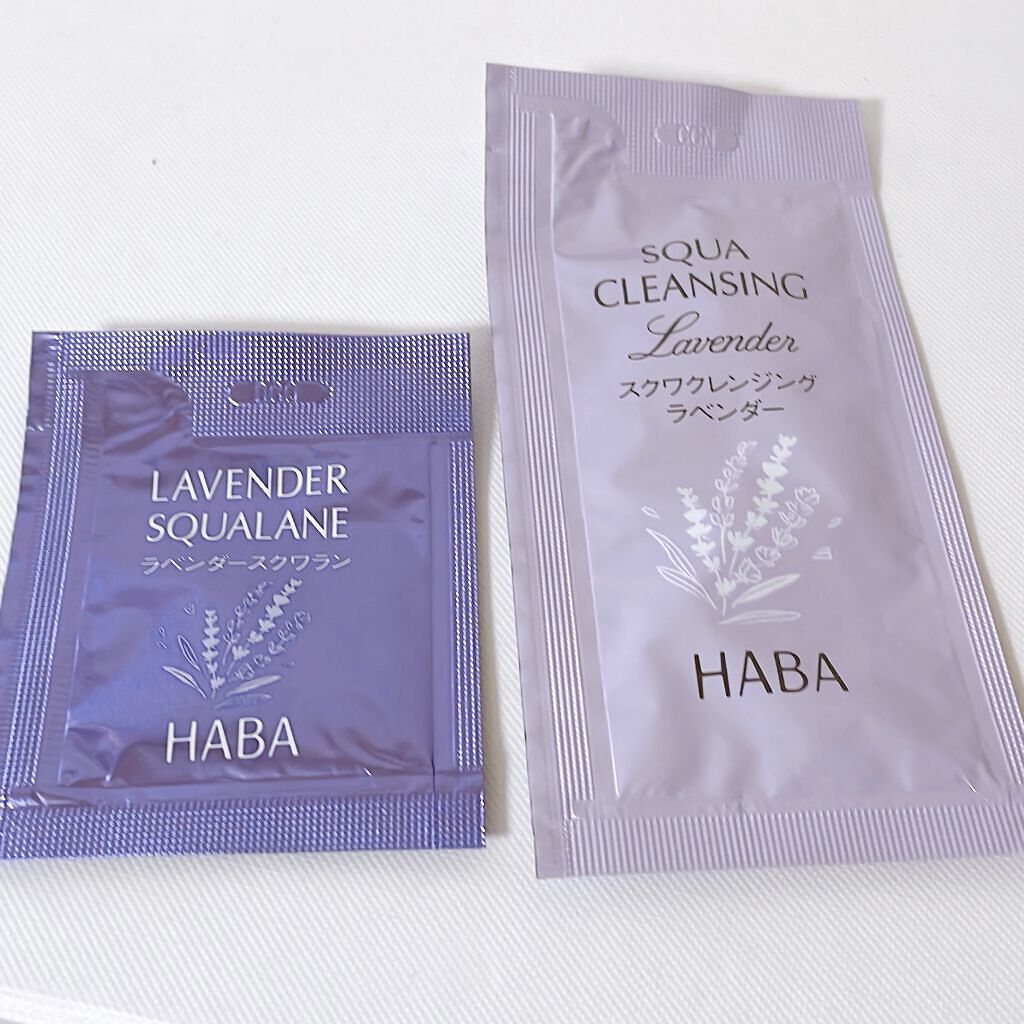 LAVENDER
SQUALANE
ラベンダースクワラン
HABA
SQUA
CLEANSING
Lavender
スクワクレンジング
ラベンダー
HABA